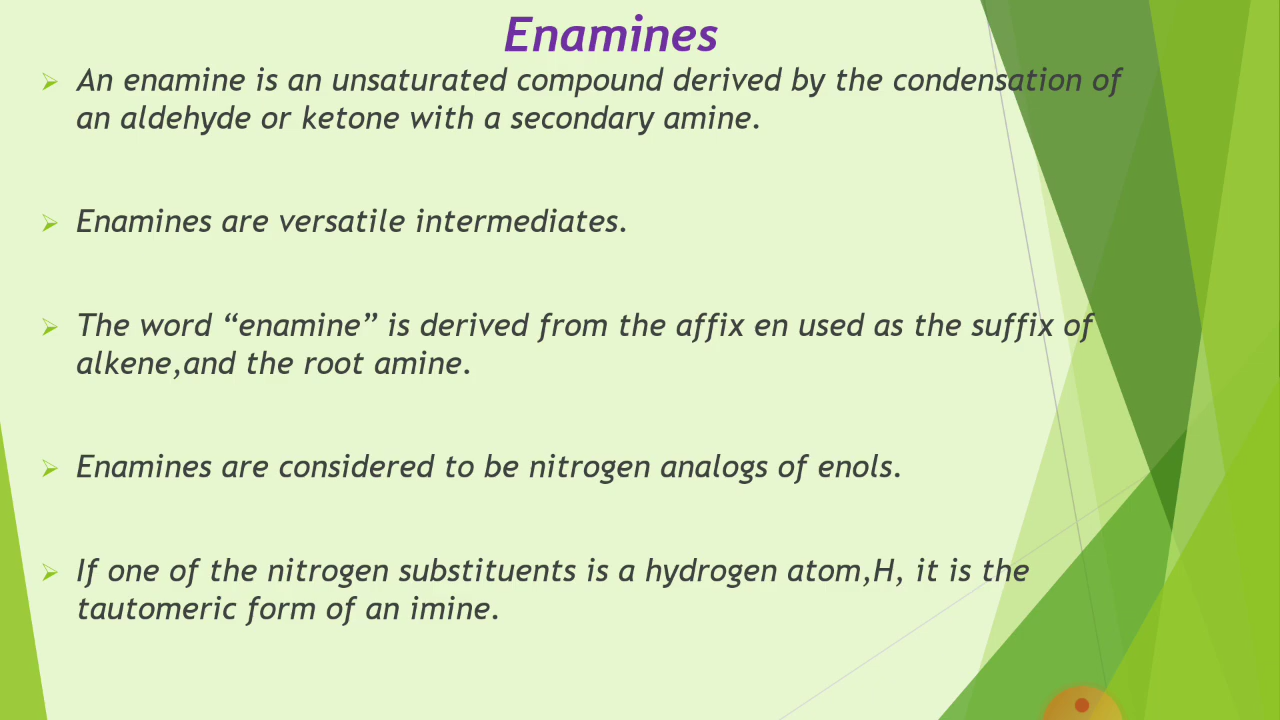 Enamines
An enamine is an unsaturated compound derived by the condensation of
an aldehyde or ketone with a secondary amine.
Enamines are versatile intermediates.
The word “enamine” is derived from the affix en used as the suffix of
alkene,and the root amine.
Enamines are considered to be nitrogen analogs of enols.
If one of the nitrogen substituents is a hydrogen atom,H, it is the
tautomeric form of an imine.